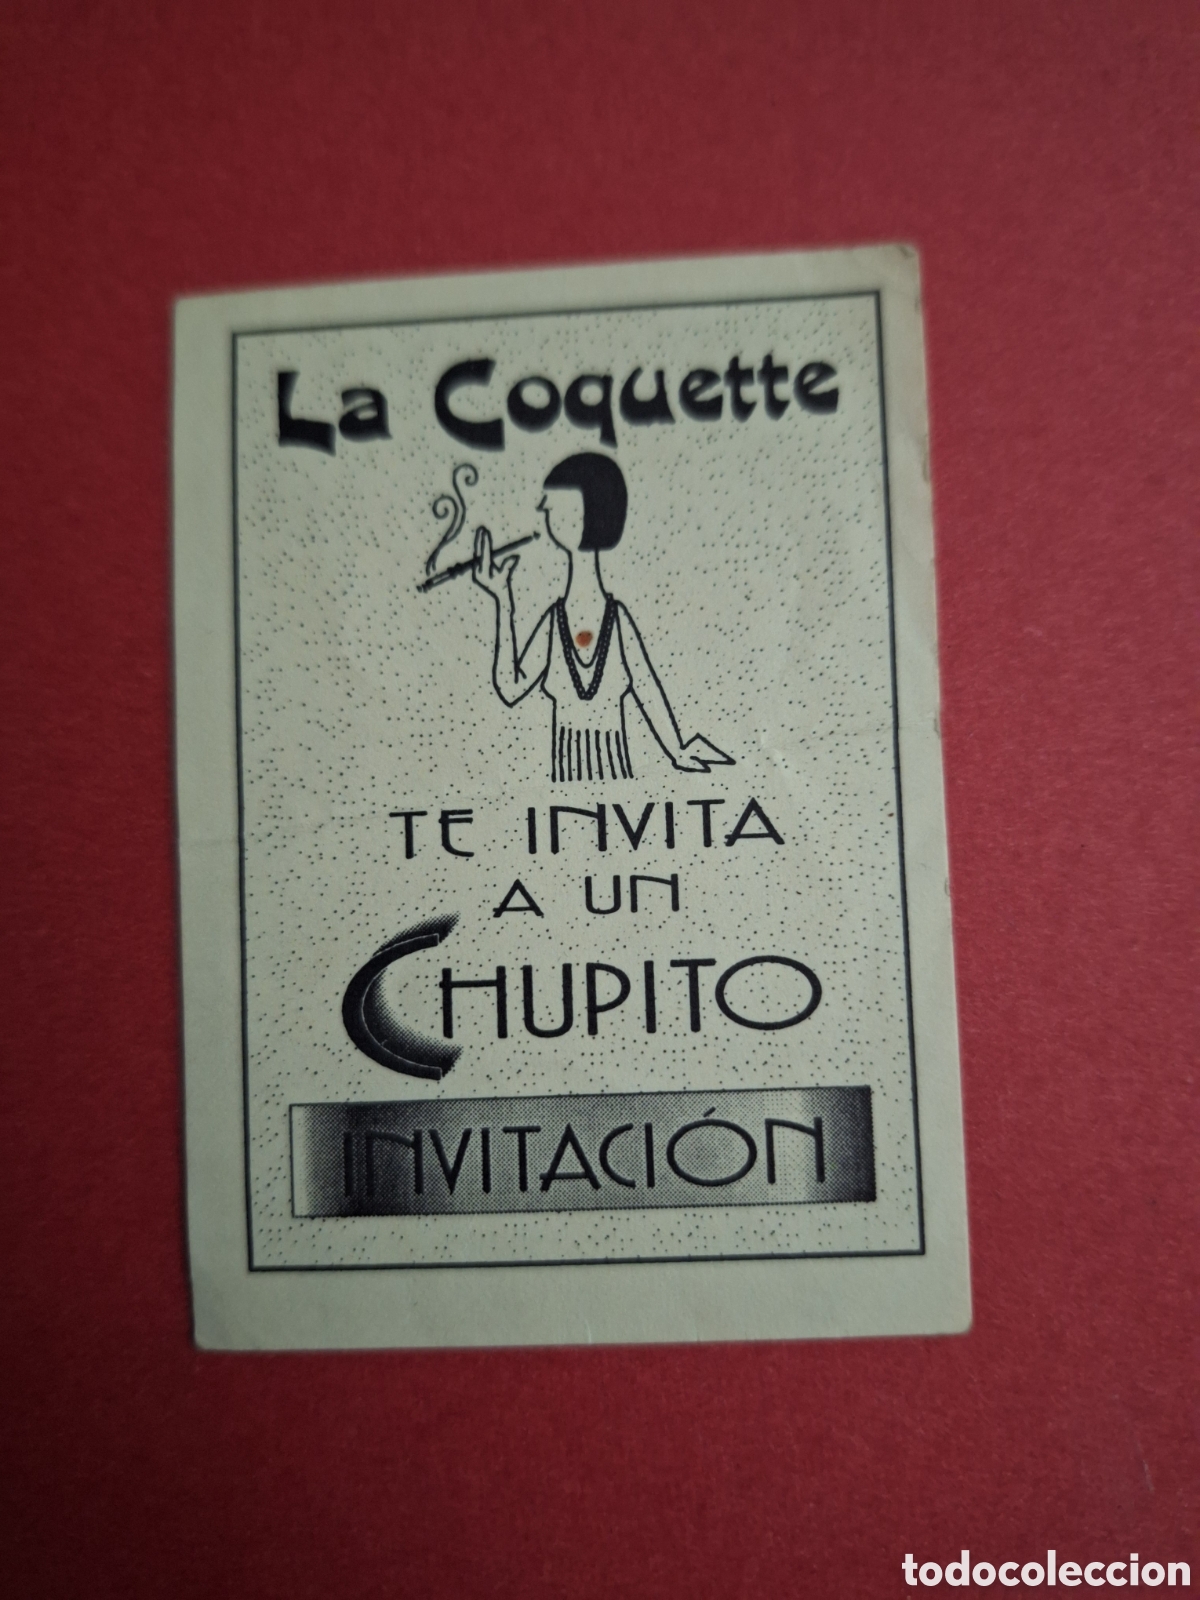 La Coquette
TE INVITA
A UN
CHUPITO
INVITACIÓN
todocoleccion